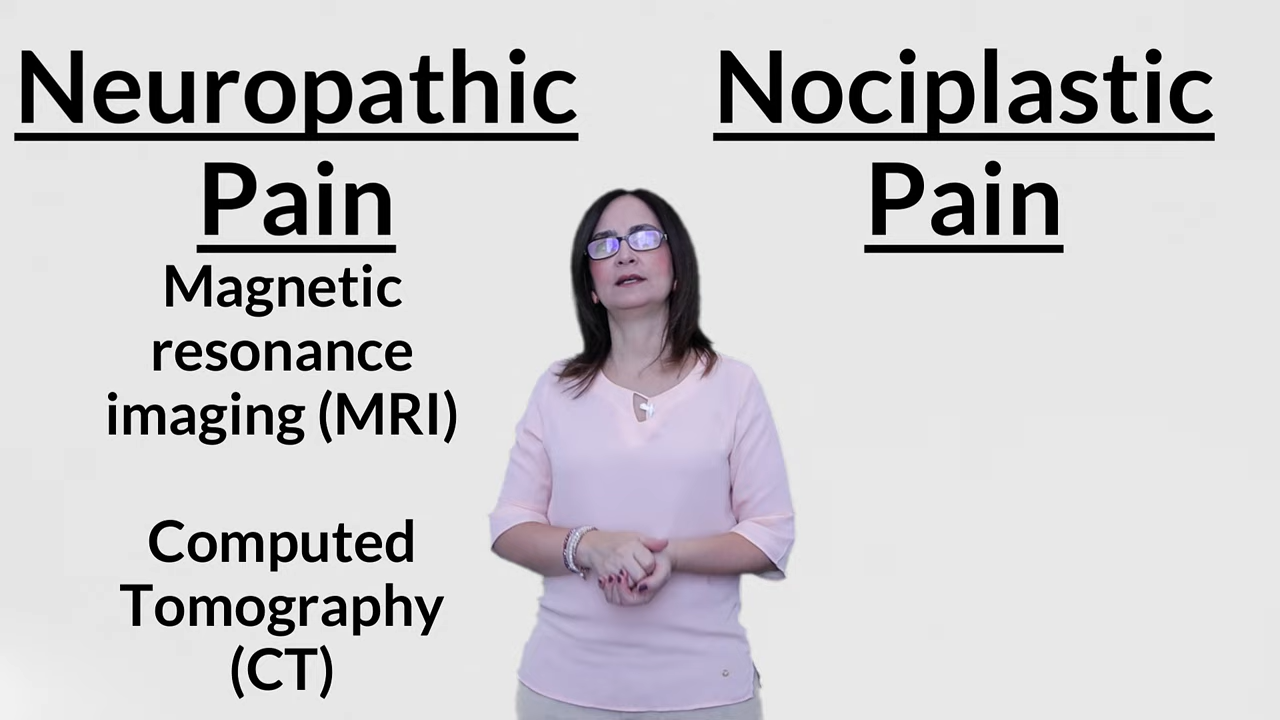 Neuropathic
Pain
Magnetic
resonance
imaging (MRI)
Computed
Tomography
(CT)
Nociplastic
Pain